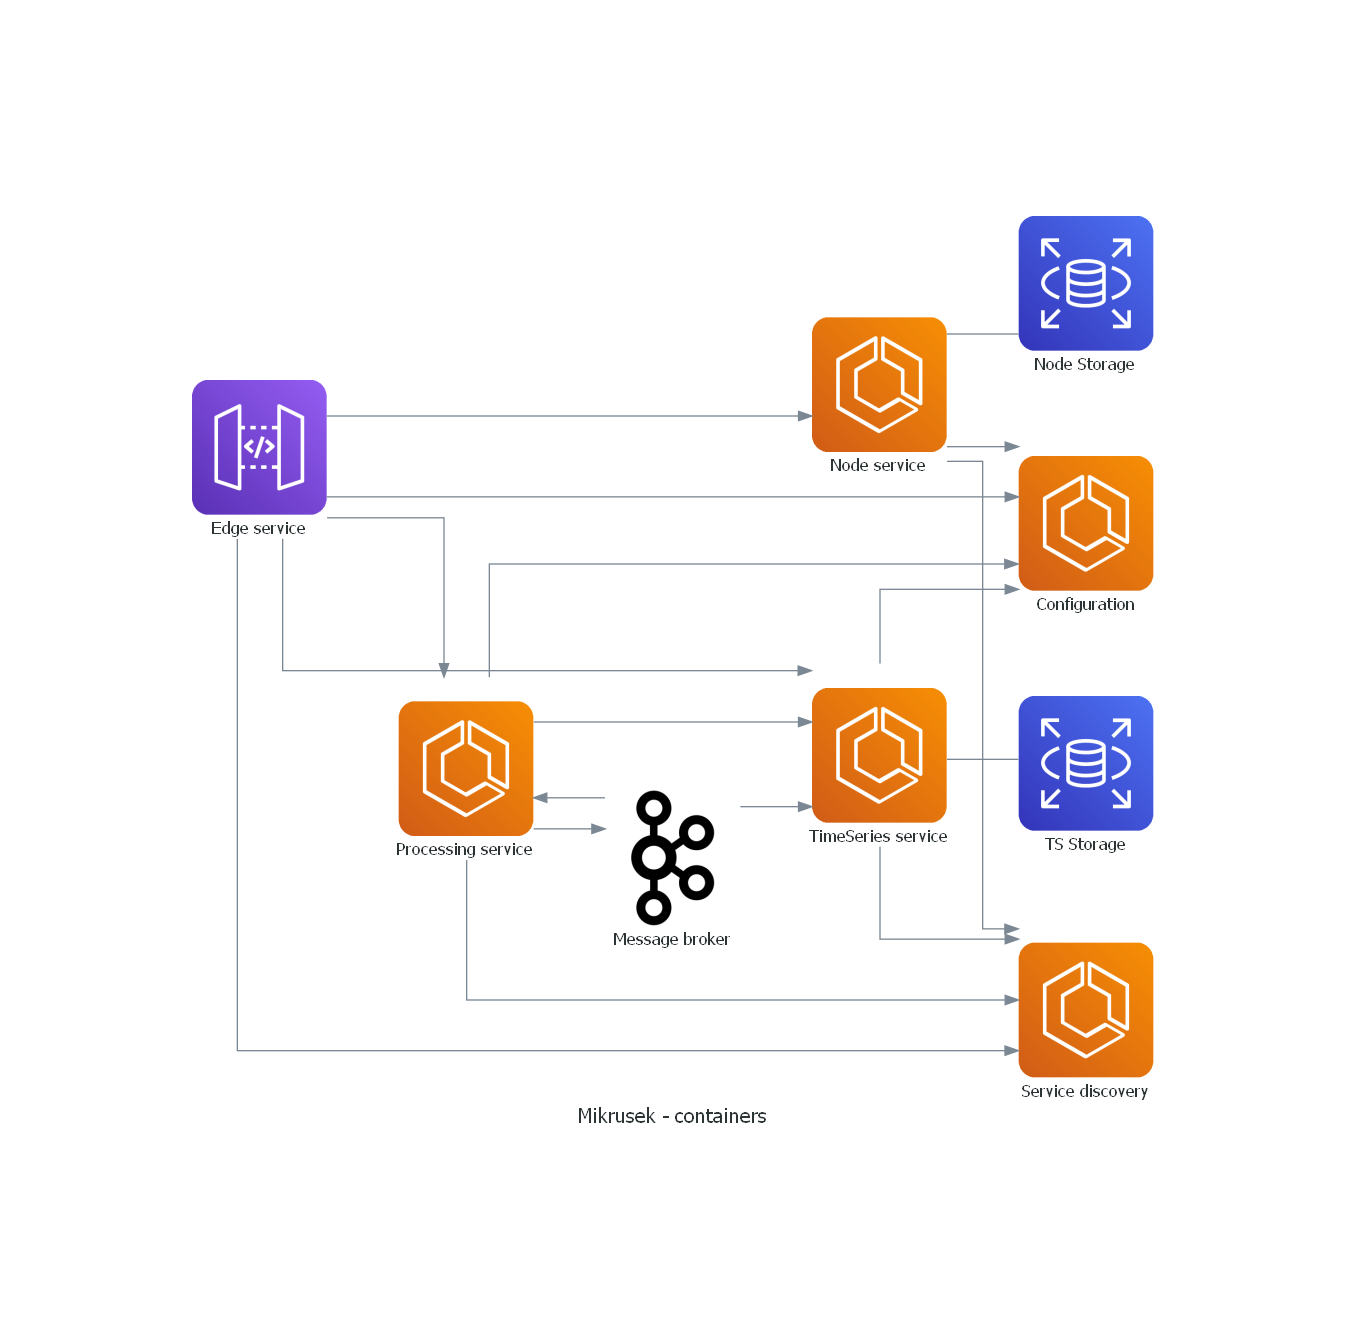 Node Storage
Node service
Edge service
Configuration
TimeSeries service
TS Storage
Processing service
Message broker
Service discovery
Mikrusek - containers